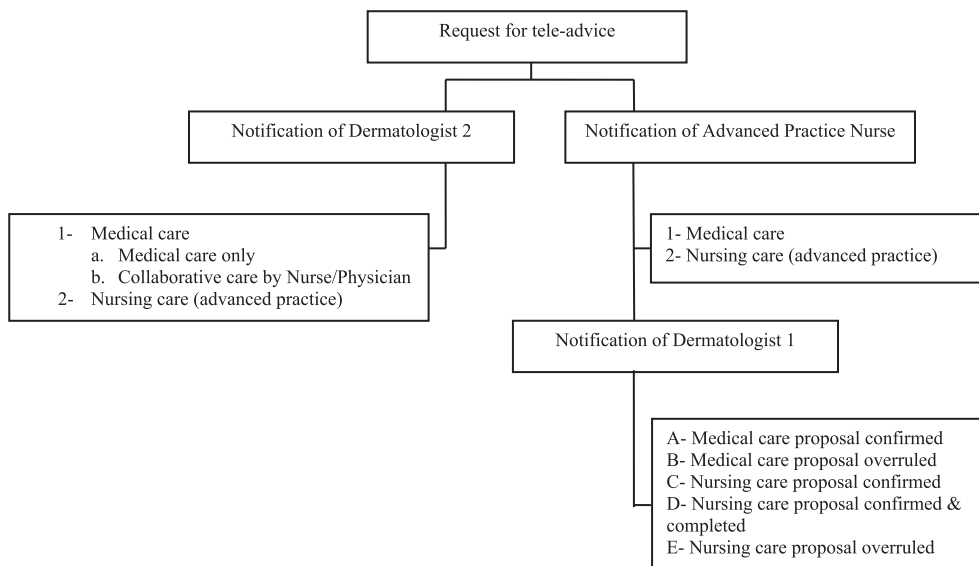 Request for tele-advice
Notification of Dermatologist 2
Notification of Advanced Practice Nurse
1- Medical care
a. Medical care only
b. Collaborative care by Nurse/Physician
2- Nursing care (advanced practice)
1- Medical care
2- Nursing care (advanced practice)
Notification of Dermatologist 1
A- Medical care proposal confirmed
B- Medical care proposal overruled
C- Nursing care proposal confirmed
D- Nursing care proposal confirmed &
completed
E- Nursing care proposal overruled